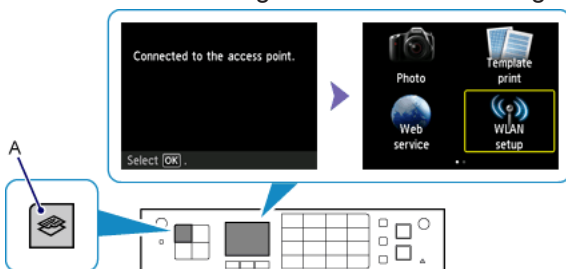 Connected to the access point.
Select OK .
Photo
Template
print
Web
service
WLAN
setup
A